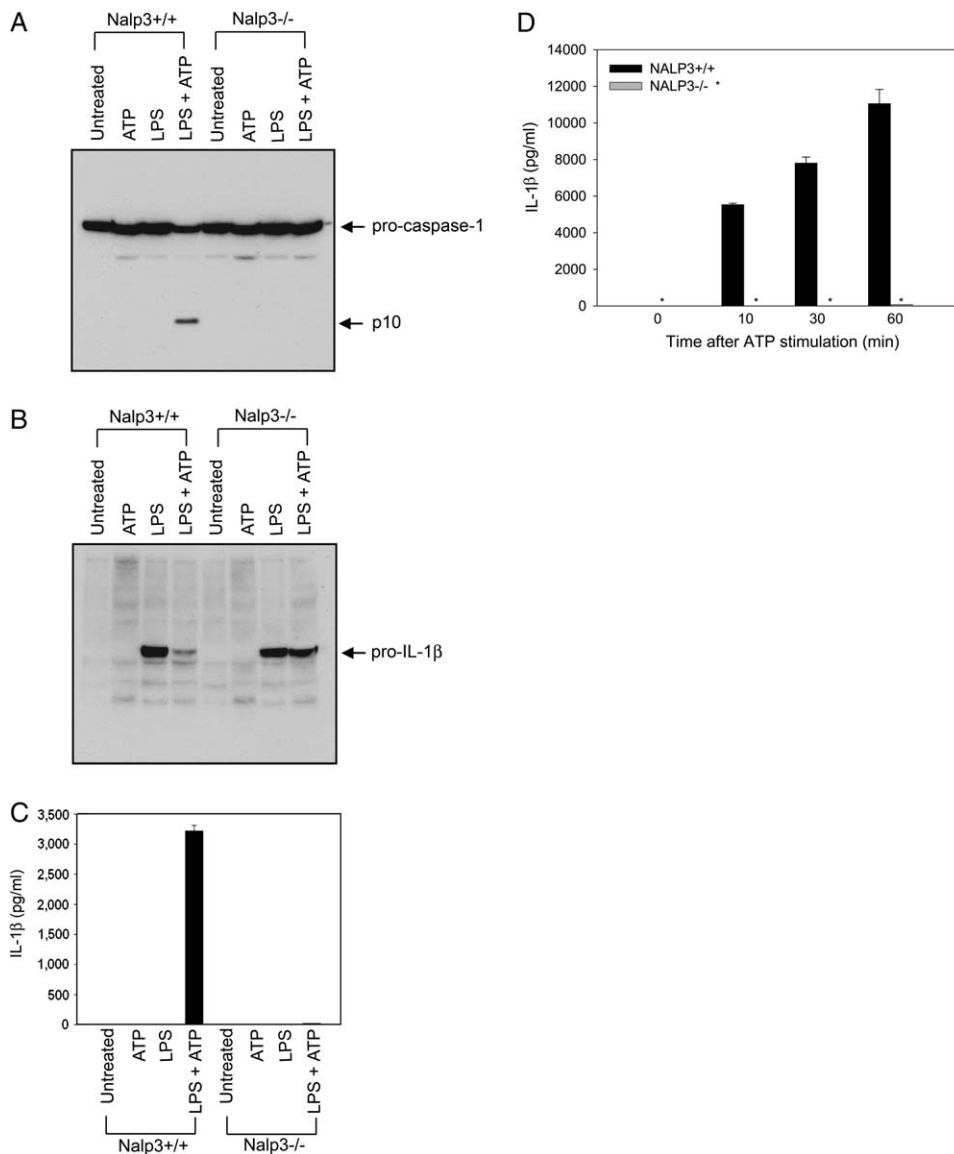 A
Nalp3+/+ Nalp3-/-
Untreated ATP LPS LPS + ATP Untreated ATP LPS LPS + ATP
pro-caspase-1
p10
B
Nalp3+/+ Nalp3-/-
Untreated ATP LPS LPS + ATP Untreated ATP LPS LPS + ATP
pro-IL-1β
C
IL-1β (pg/ml)
3,500
3,000
2,500
2,000
1,500
1,000
500
0
Untreated ATP LPS LPS + ATP Untreated ATP LPS LPS + ATP
Nalp3+/+ Nalp3-/-
D
IL-1β (pg/ml)
14000
12000
10000
8000
6000
4000
2000
0
NALP3+/+
NALP3-/- *
* * * *
0 10 30 60
Time after ATP stimulation (min)